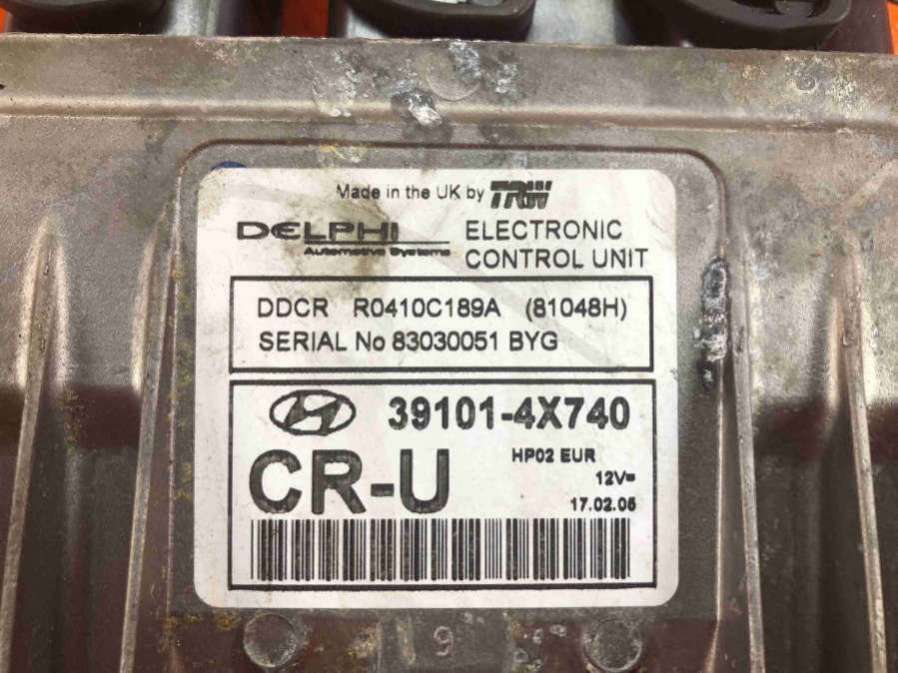 Made in the UK by TRW
DELPHI
Automotive Systems
ELECTRONIC
CONTROL UNIT
DDCR R0410C189A (81048H)
SERIAL No 83030051 BYG
39101-4X740
CR-U
HP02 EUR
12V=
17.02.05
9